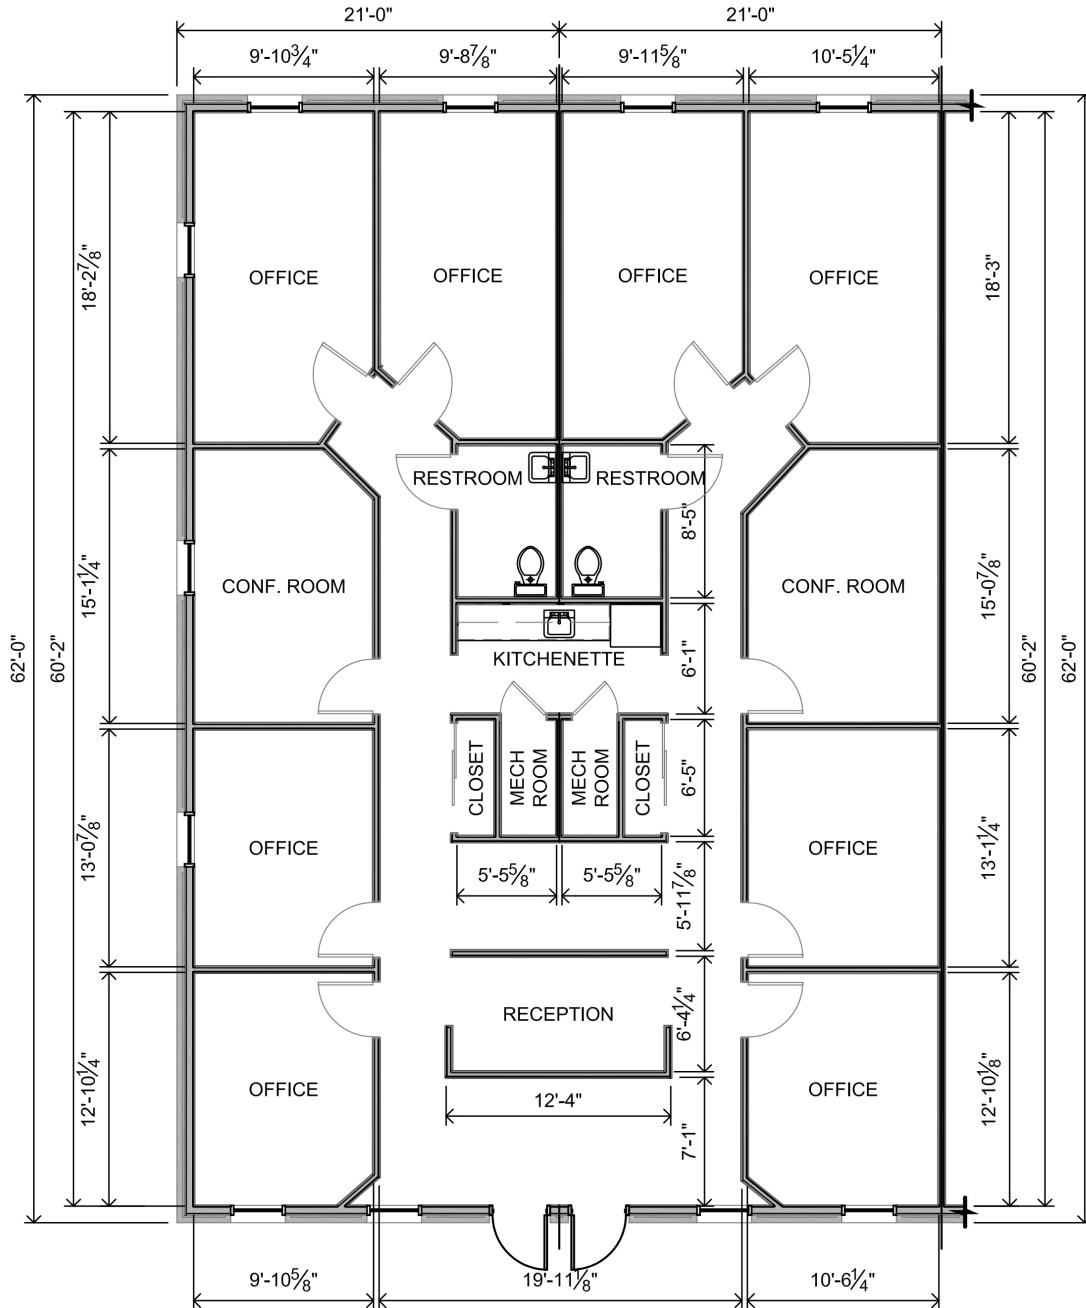 21'-0" 21'-0"
9'-10¾" 9'-8⅞" 9'-11⅝" 10'-5¼"
OFFICE OFFICE OFFICE OFFICE
18'-2⅞" 18'-3"
RESTROOM RESTROOM
8'-5"
CONF. ROOM CONF. ROOM
15'-1¼" 15'-0⅞"
62'-0" 60'-2" 60'-2" 62'-0"
KITCHENETTE
6'-1"
CLOSET
MECH
ROOM
MECH
ROOM
CLOSET
6'-5"
OFFICE OFFICE
13'-0⅞" 13'-1¼"
5'-5⅝" 5'-5⅝"
5'-11⅞"
RECEPTION
6'-4¼"
OFFICE OFFICE
12'-10¼" 12'-10⅛"
12'-4"
7'-1"
9'-10⅝" 19'-11⅛" 10'-6¼"